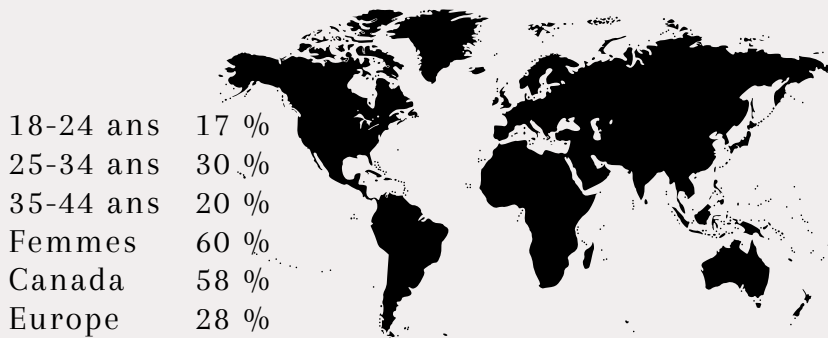 18-24 ans 17 %
25-34 ans 30 %
35-44 ans 20 %
Femmes 60 %
Canada 58 %
Europe 28 %